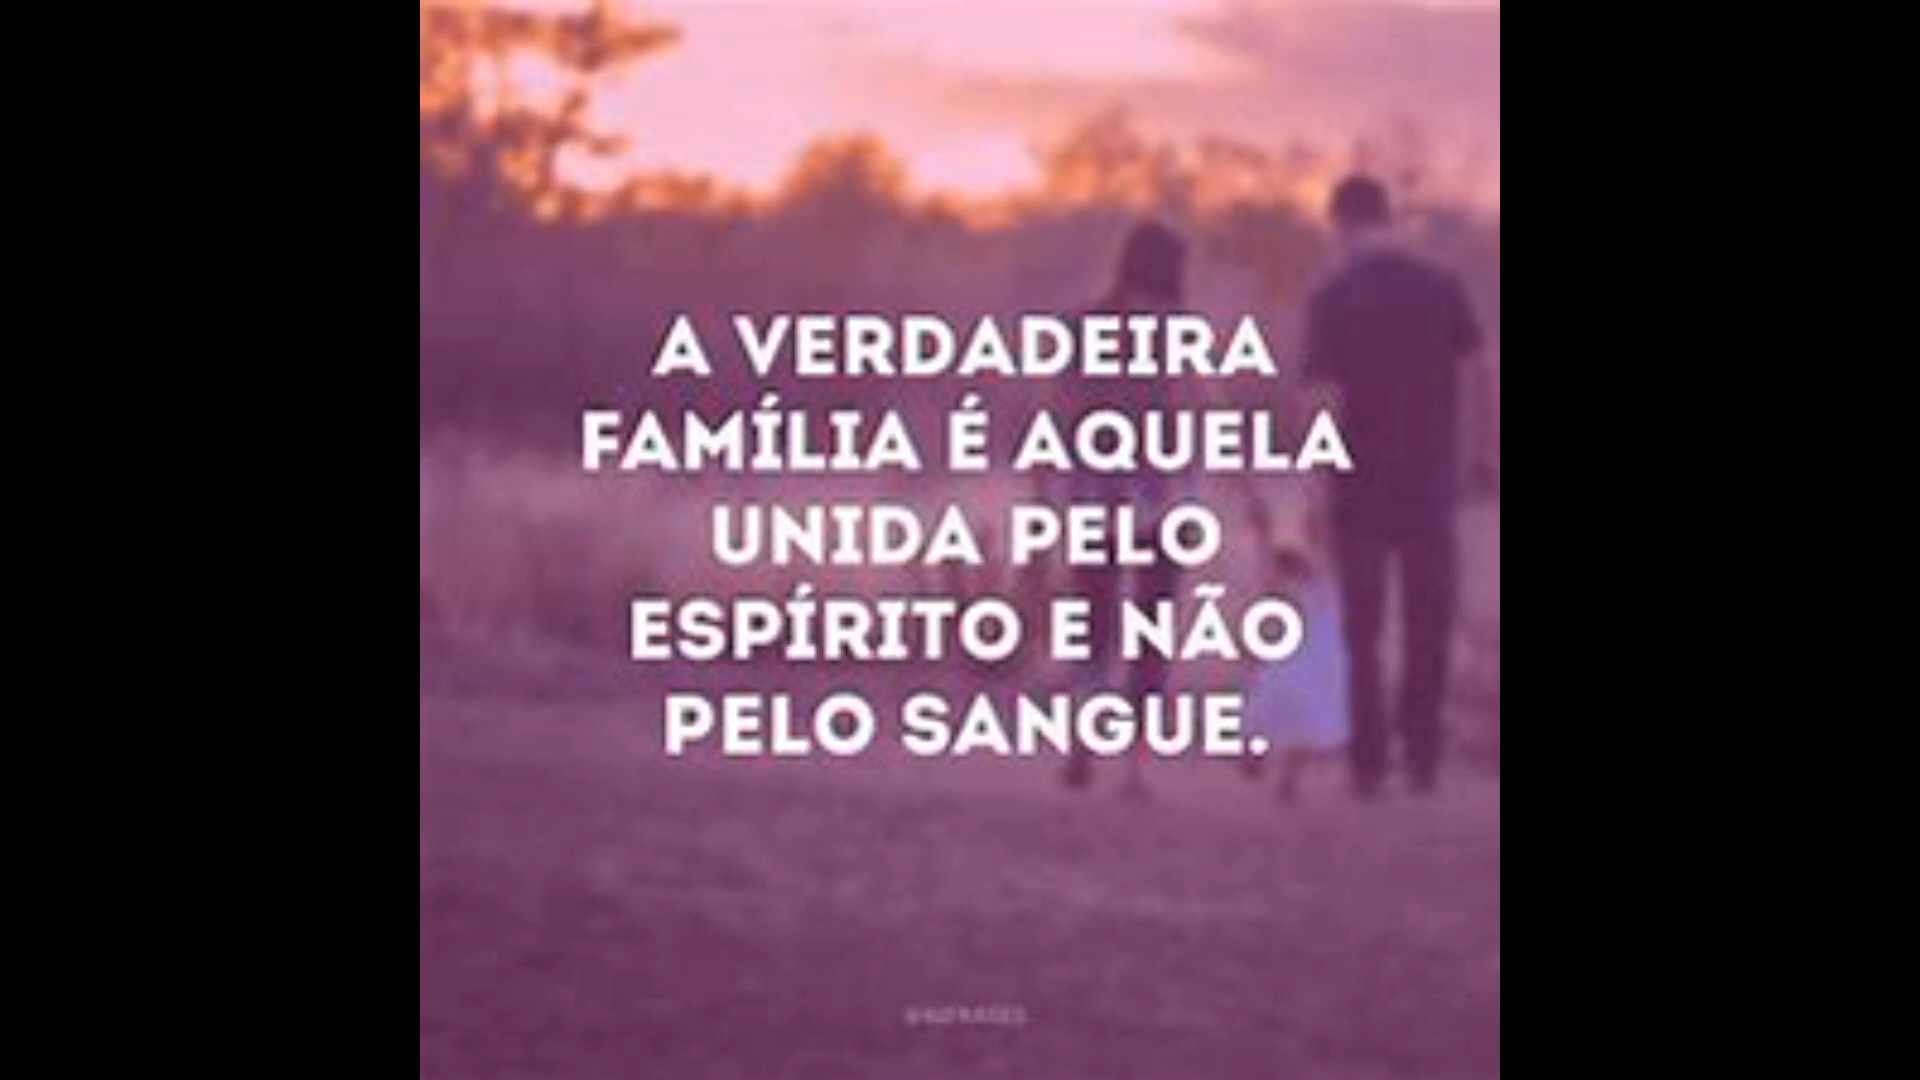 A VERDADEIRA
FAMÍLIA É AQUELA
UNIDA PELO
ESPÍRITO E NÃO
PELO SANGUE.